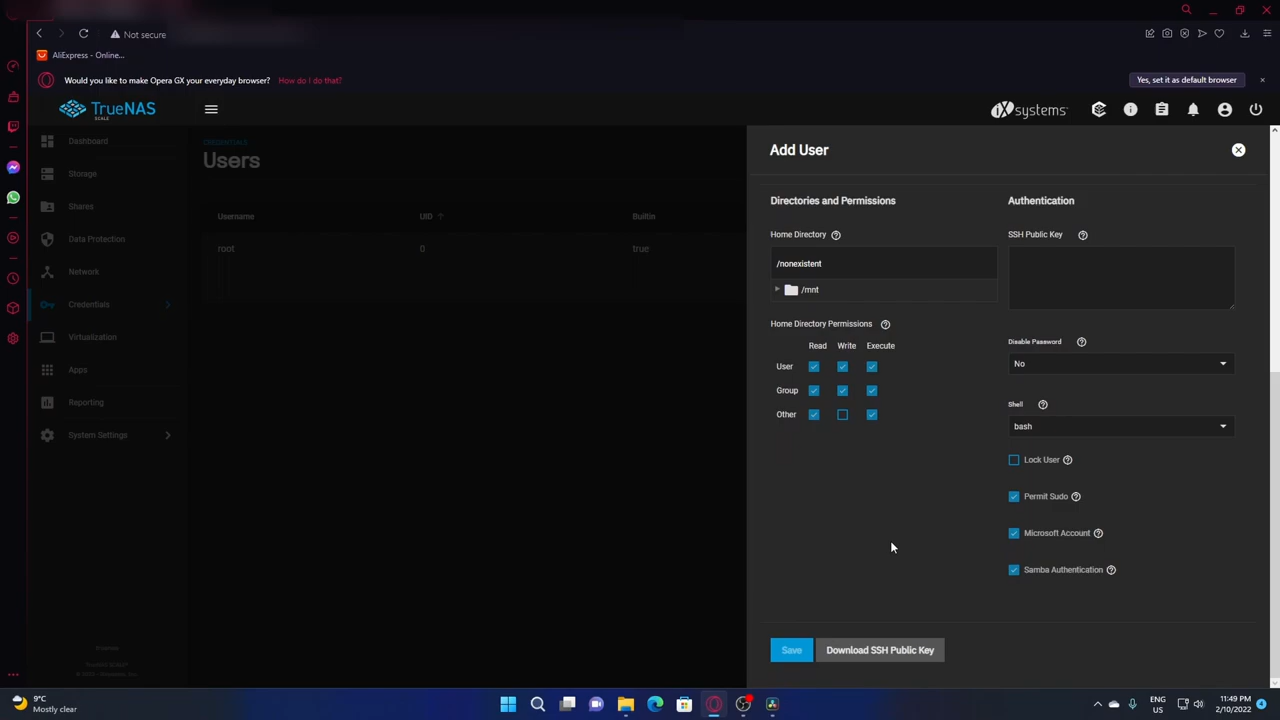 Not secure
AliExpress - Online...
Would you like to make Opera GX your everyday browser? How do I do that? Yes, set it as default browser
TrueNAS
SCALE
iXsystems
Dashboard
Storage
Shares
Data Protection
Network
Credentials
Virtualization
Apps
Reporting
System Settings
CREDENTIALS
Users
Username UID Builtin
root 0 true
Add User
Directories and Permissions
Home Directory
/nonexistent
/mnt
Home Directory Permissions
Read Write Execute
User
Group
Other
Authentication
SSH Public Key
Disable Password
No
Shell
bash
Lock User
Permit Sudo
Microsoft Account
Samba Authentication
Save Download SSH Public Key
TrueNAS SCALE®
9°C
Mostly clear
ENG
US
11:49 PM
2/10/2022